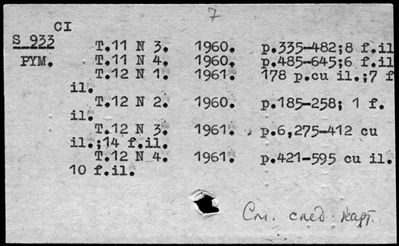 7
CI
S 933
T.11 N 3. 1960. p.335-482;8 f.il
PYM. T.11 N 4. 1960. p.485-645;6 f.il
T.12 N 1. 1961. 178 p.cu il.;7 f
il.
T.12 N 2. 1960. p.185-258; 1 f.
il.
T.12 N 3. 1961. p.6,275-412 cu
il.;14 f.il.
T.12 N 4. 1961. p.421-595 cu il.
10 f.il.
См. след. карт.